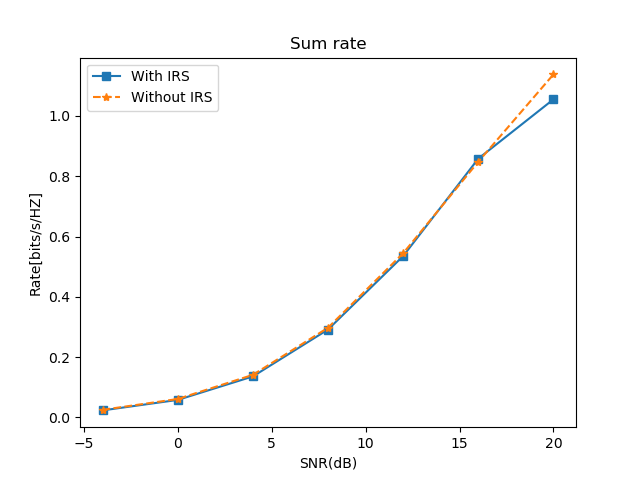 Sum rate
With IRS
Without IRS
Rate[bits/s/HZ]
1.0
0.8
0.6
0.4
0.2
0.0
−5 0 5 10 15 20
SNR(dB)